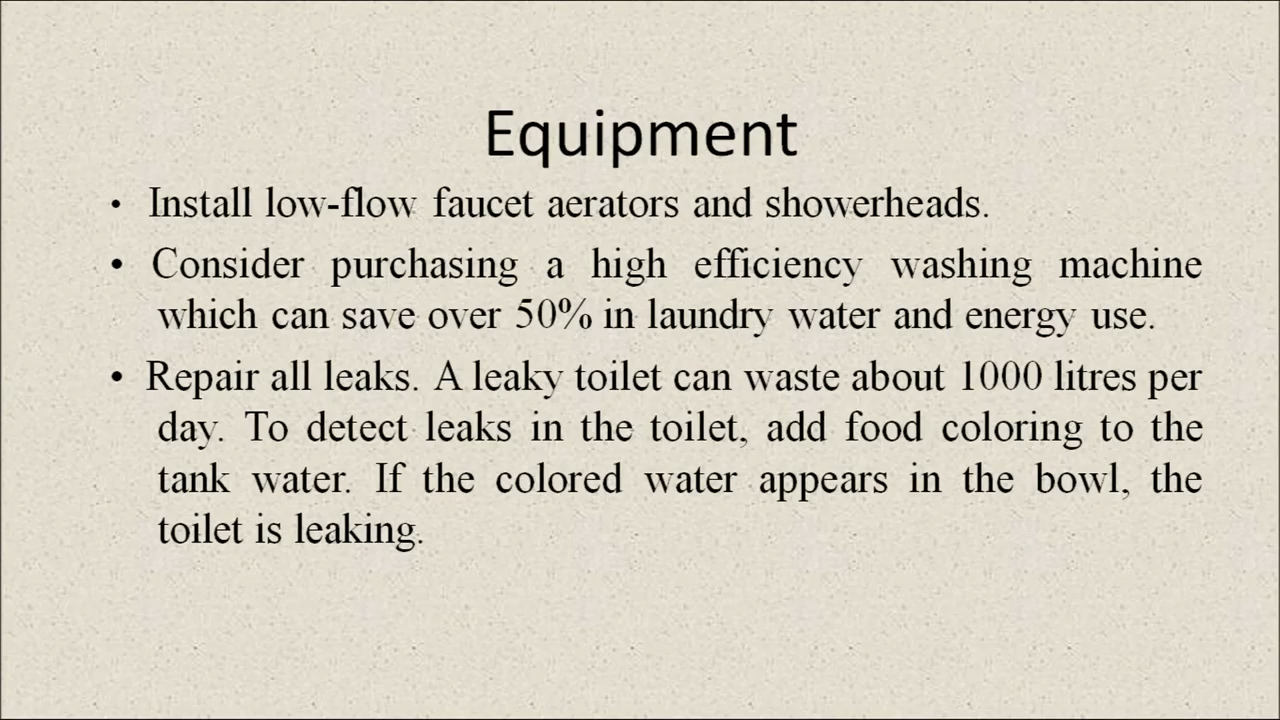 Equipment
• Install low-flow faucet aerators and showerheads.
• Consider purchasing a high efficiency washing machine
which can save over 50% in laundry water and energy use.
• Repair all leaks. A leaky toilet can waste about 1000 litres per
day. To detect leaks in the toilet, add food coloring to the
tank water. If the colored water appears in the bowl, the
toilet is leaking.